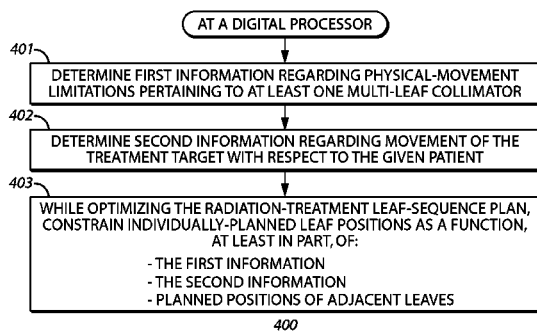 AT A DIGITAL PROCESSOR
401
DETERMINE FIRST INFORMATION REGARDING PHYSICAL-MOVEMENT
LIMITATIONS PERTAINING TO AT LEAST ONE MULTI-LEAF COLLIMATOR
402
DETERMINE SECOND INFORMATION REGARDING MOVEMENT OF THE
TREATMENT TARGET WITH RESPECT TO THE GIVEN PATIENT
403
WHILE OPTIMIZING THE RADIATION-TREATMENT LEAF-SEQUENCE PLAN,
CONSTRAIN INDIVIDUALLY-PLANNED LEAF POSITIONS AS A FUNCTION,
AT LEAST IN PART, OF:
- THE FIRST INFORMATION
- THE SECOND INFORMATION
- PLANNED POSITIONS OF ADJACENT LEAVES
400